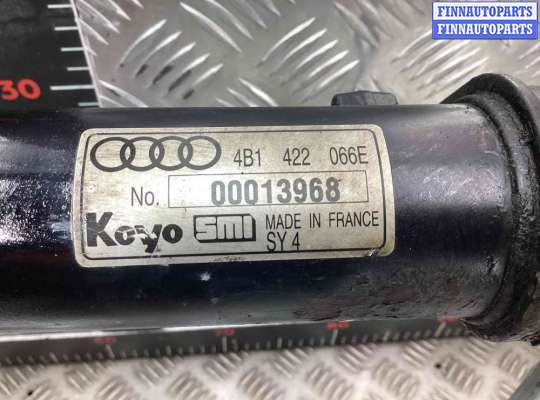 FINNAUTOPARTS
FINNAUTOPARTS
30
4B1 422 066E
No. 00013968
Koyo SMI MADE IN FRANCE
SY 4